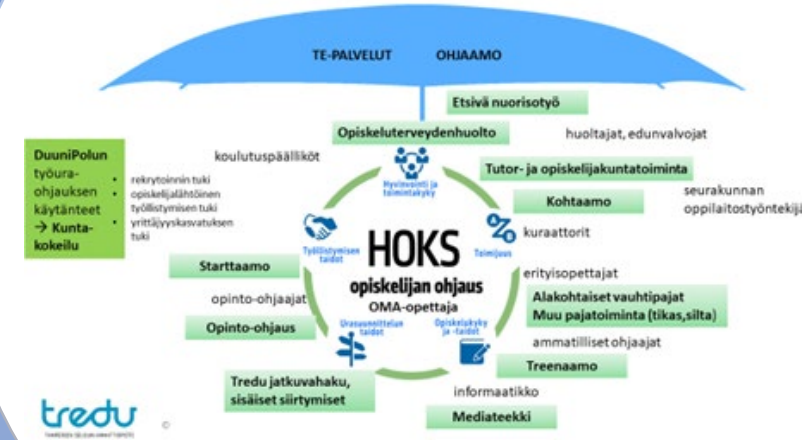 TE-PALVELUT OHJAAMO
Etsivä nuorisotyö
Opiskeluterveydenhuolto
huoltajat, edunvalvojat
koulutuspäälliköt
Hyvinvointi ja
toimintakyky
Tutor- ja opiskelijakuntatoiminta
Kohtaamo
seurakunnan
oppilaitostyöntekijä
DuuniPolun
työura-
ohjauksen
käytänteet
→ Kunta-
kokeilu
• rekrytoinnin tuki
• opiskelijalähtöinen
työllistymisen tuki
• yrittäjyyskasvatuksen
tuki
Työllistymisen
taidot
HOKS
opiskelijan ohjaus
OMA-opettaja
Toimijuus
kuraattorit
erityisopettajat
Starttaamo
opinto-ohjaajat
Opinto-ohjaus
Urasuunnittelun
taidot
Opiskelukyky
ja -taidot
Alakohtaiset vauhtipajat
Muu pajatoiminta (tikas,silta)
ammatilliset ohjaajat
Treenaamo
Tredu jatkuvahaku,
sisäiset siirtymiset
informaatikko
Mediateekki
tredu
TAMPEREEN SEUDUN AMMATTIOPISTO
©